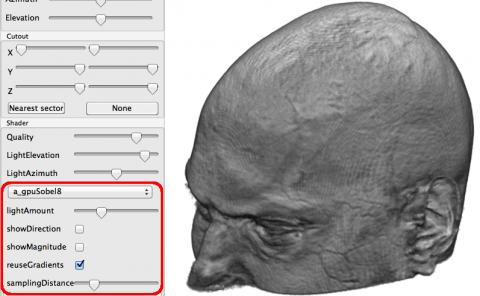 Azimuth
Elevation
Cutout
X
Y
Z
Nearest sector
None
Shader
Quality
LightElevation
LightAzimuth
a_gpuSobel8
lightAmount
showDirection
showMagnitude
reuseGradients
samplingDistance